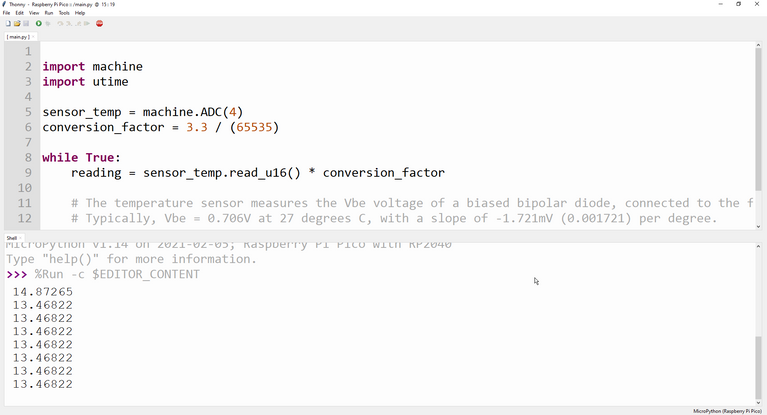 Thonny - Raspberry Pi Pico :: /main.py @ 15 : 19
File Edit View Run Tools Help
[ main.py ]
1
2 import machine
3 import utime
4
5 sensor_temp = machine.ADC(4)
6 conversion_factor = 3.3 / (65535)
7
8 while True:
9 reading = sensor_temp.read_u16() * conversion_factor
10
11 # The temperature sensor measures the Vbe voltage of a biased bipolar diode, connected to the f
12 # Typically, Vbe = 0.706V at 27 degrees C, with a slope of -1.721mV (0.001721) per degree.
Shell
MicroPython v1.14 on 2021-02-05; Raspberry Pi Pico with RP2040
Type "help()" for more information.
>>> %Run -c $EDITOR_CONTENT
14.87265
13.46822
13.46822
13.46822
13.46822
13.46822
13.46822
13.46822
MicroPython (Raspberry Pi Pico)